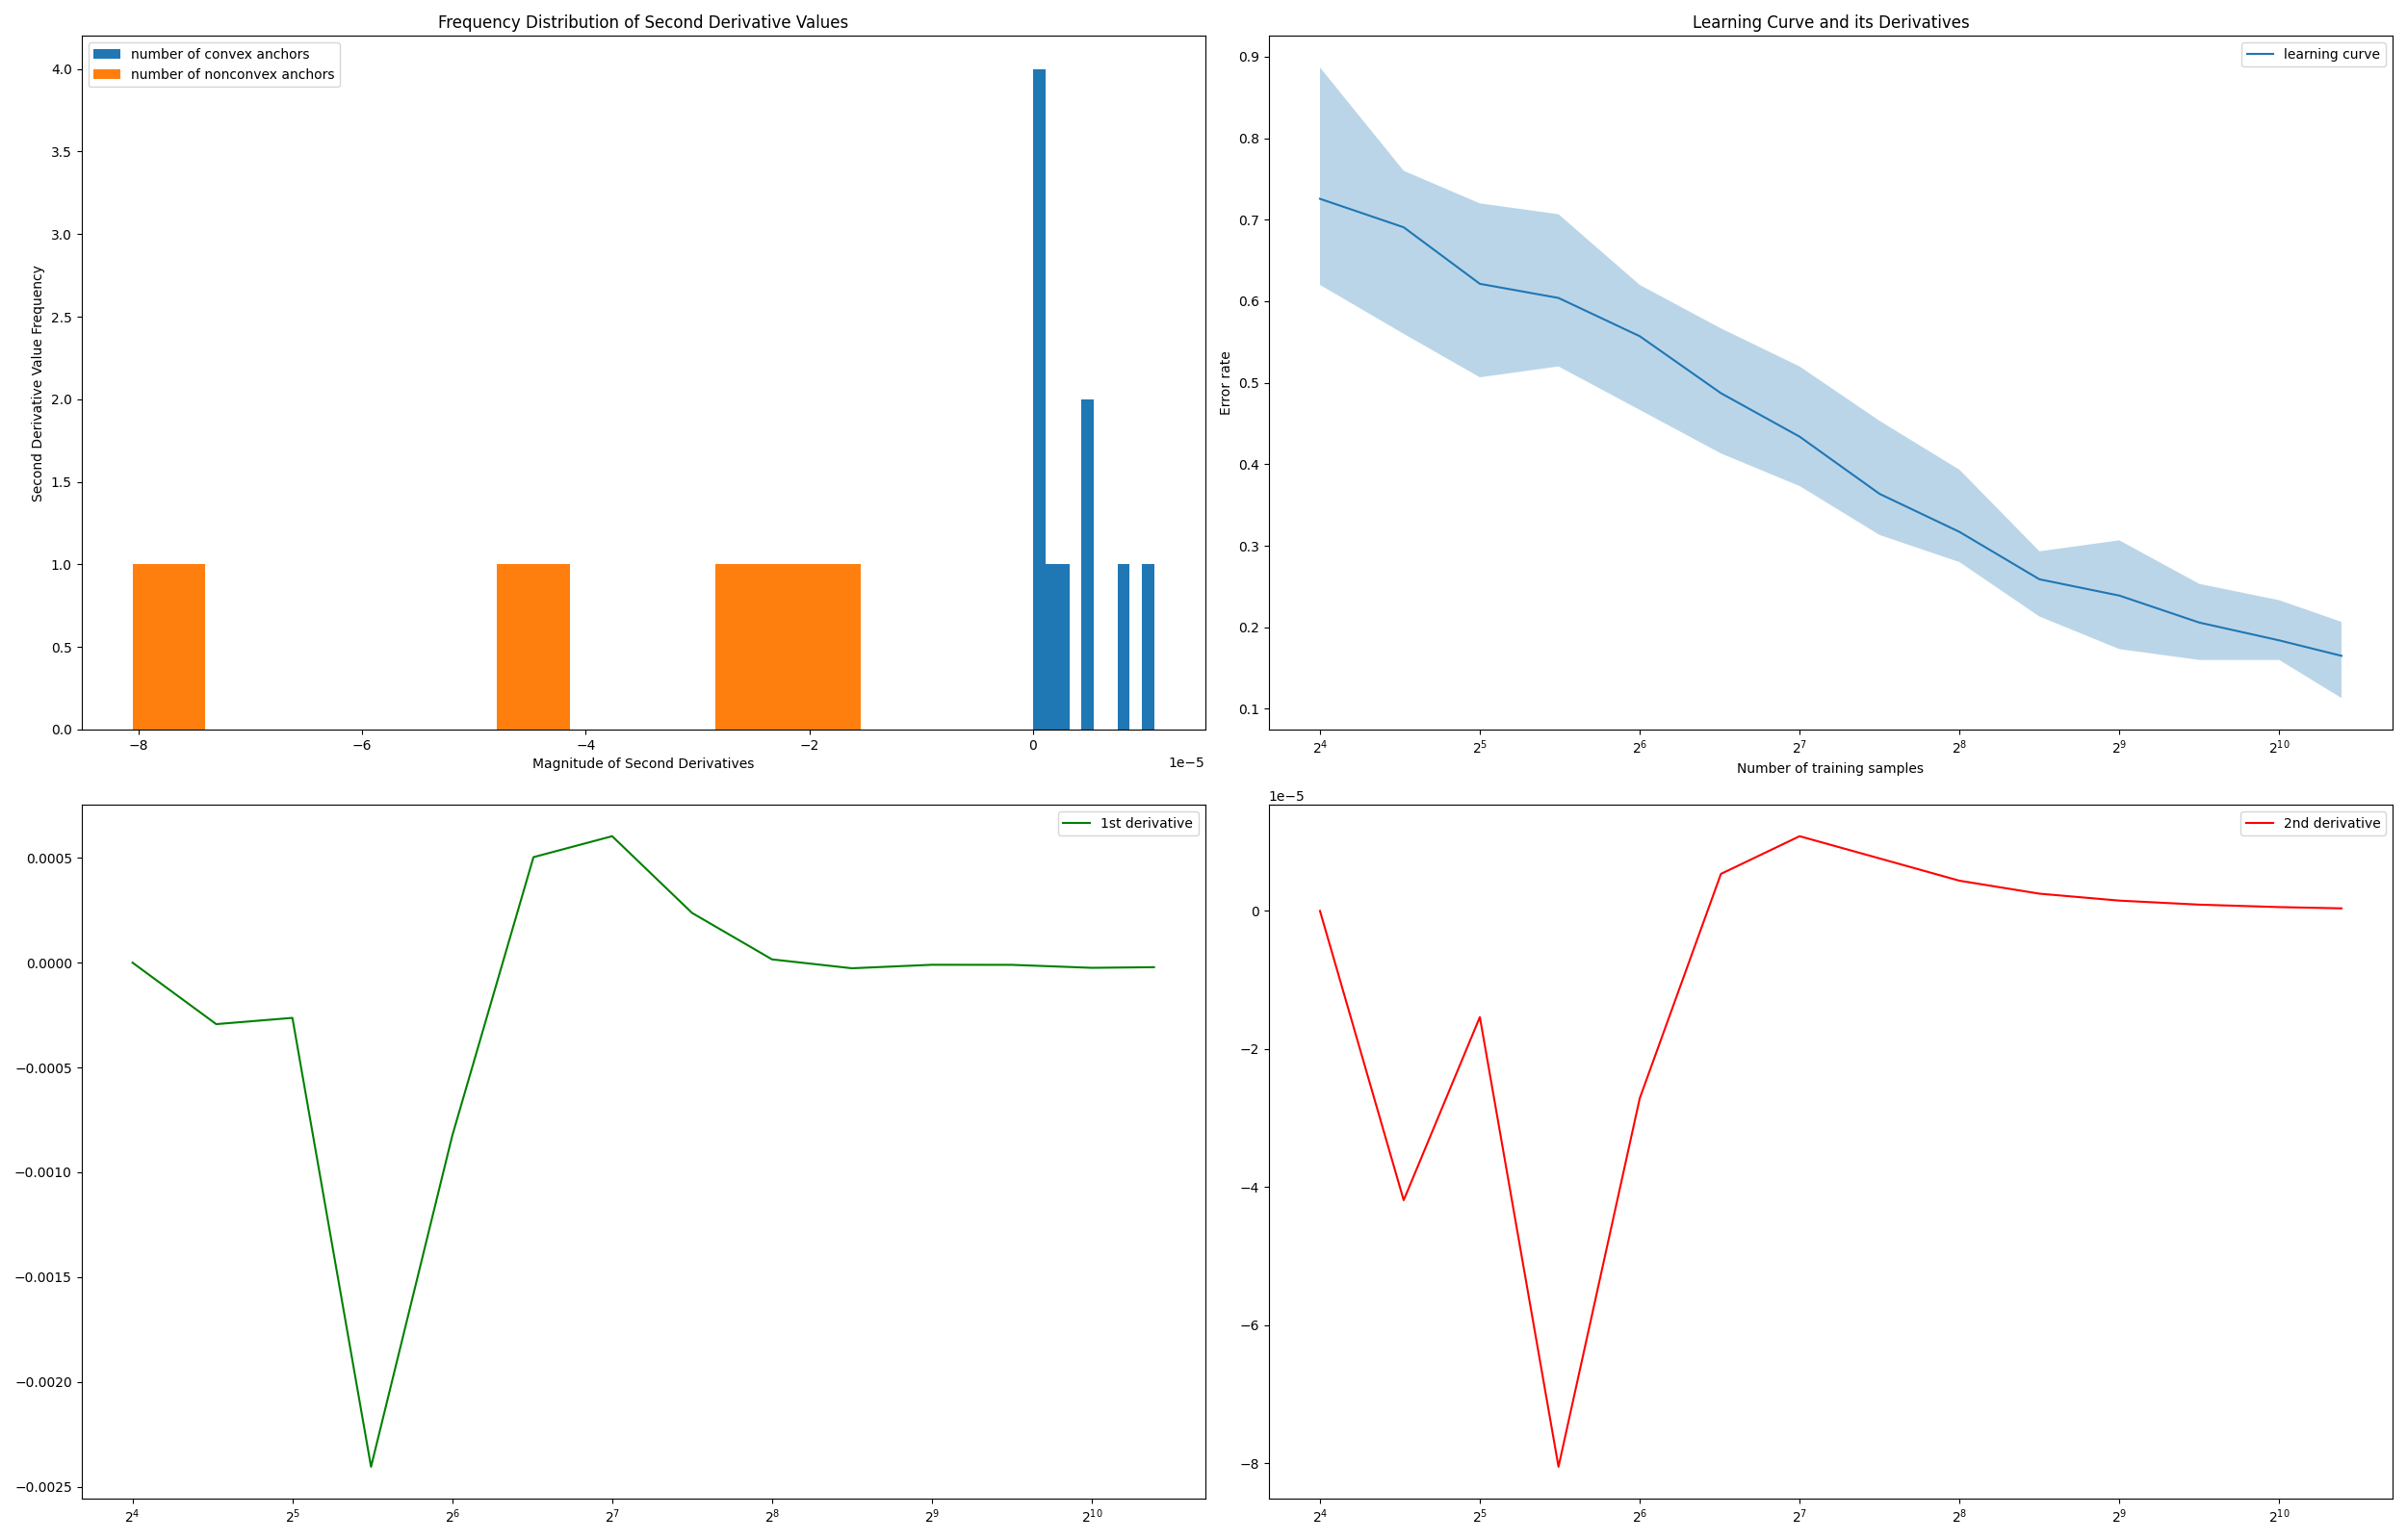 Frequency Distribution of Second Derivative Values
number of convex anchors
number of nonconvex anchors
Second Derivative Value Frequency
4.0
3.5
3.0
2.5
2.0
1.5
1.0
0.5
0.0
−8 −6 −4 −2 0
1e−5
Magnitude of Second Derivatives
Learning Curve and its Derivatives
learning curve
Error rate
0.9
0.8
0.7
0.6
0.5
0.4
0.3
0.2
0.1
2⁴ 2⁵ 2⁶ 2⁷ 2⁸ 2⁹ 2¹⁰
Number of training samples
1st derivative
0.0005
0.0000
−0.0005
−0.0010
−0.0015
−0.0020
−0.0025
2⁴ 2⁵ 2⁶ 2⁷ 2⁸ 2⁹ 2¹⁰
1e−5
2nd derivative
0
−2
−4
−6
−8
2⁴ 2⁵ 2⁶ 2⁷ 2⁸ 2⁹ 2¹⁰